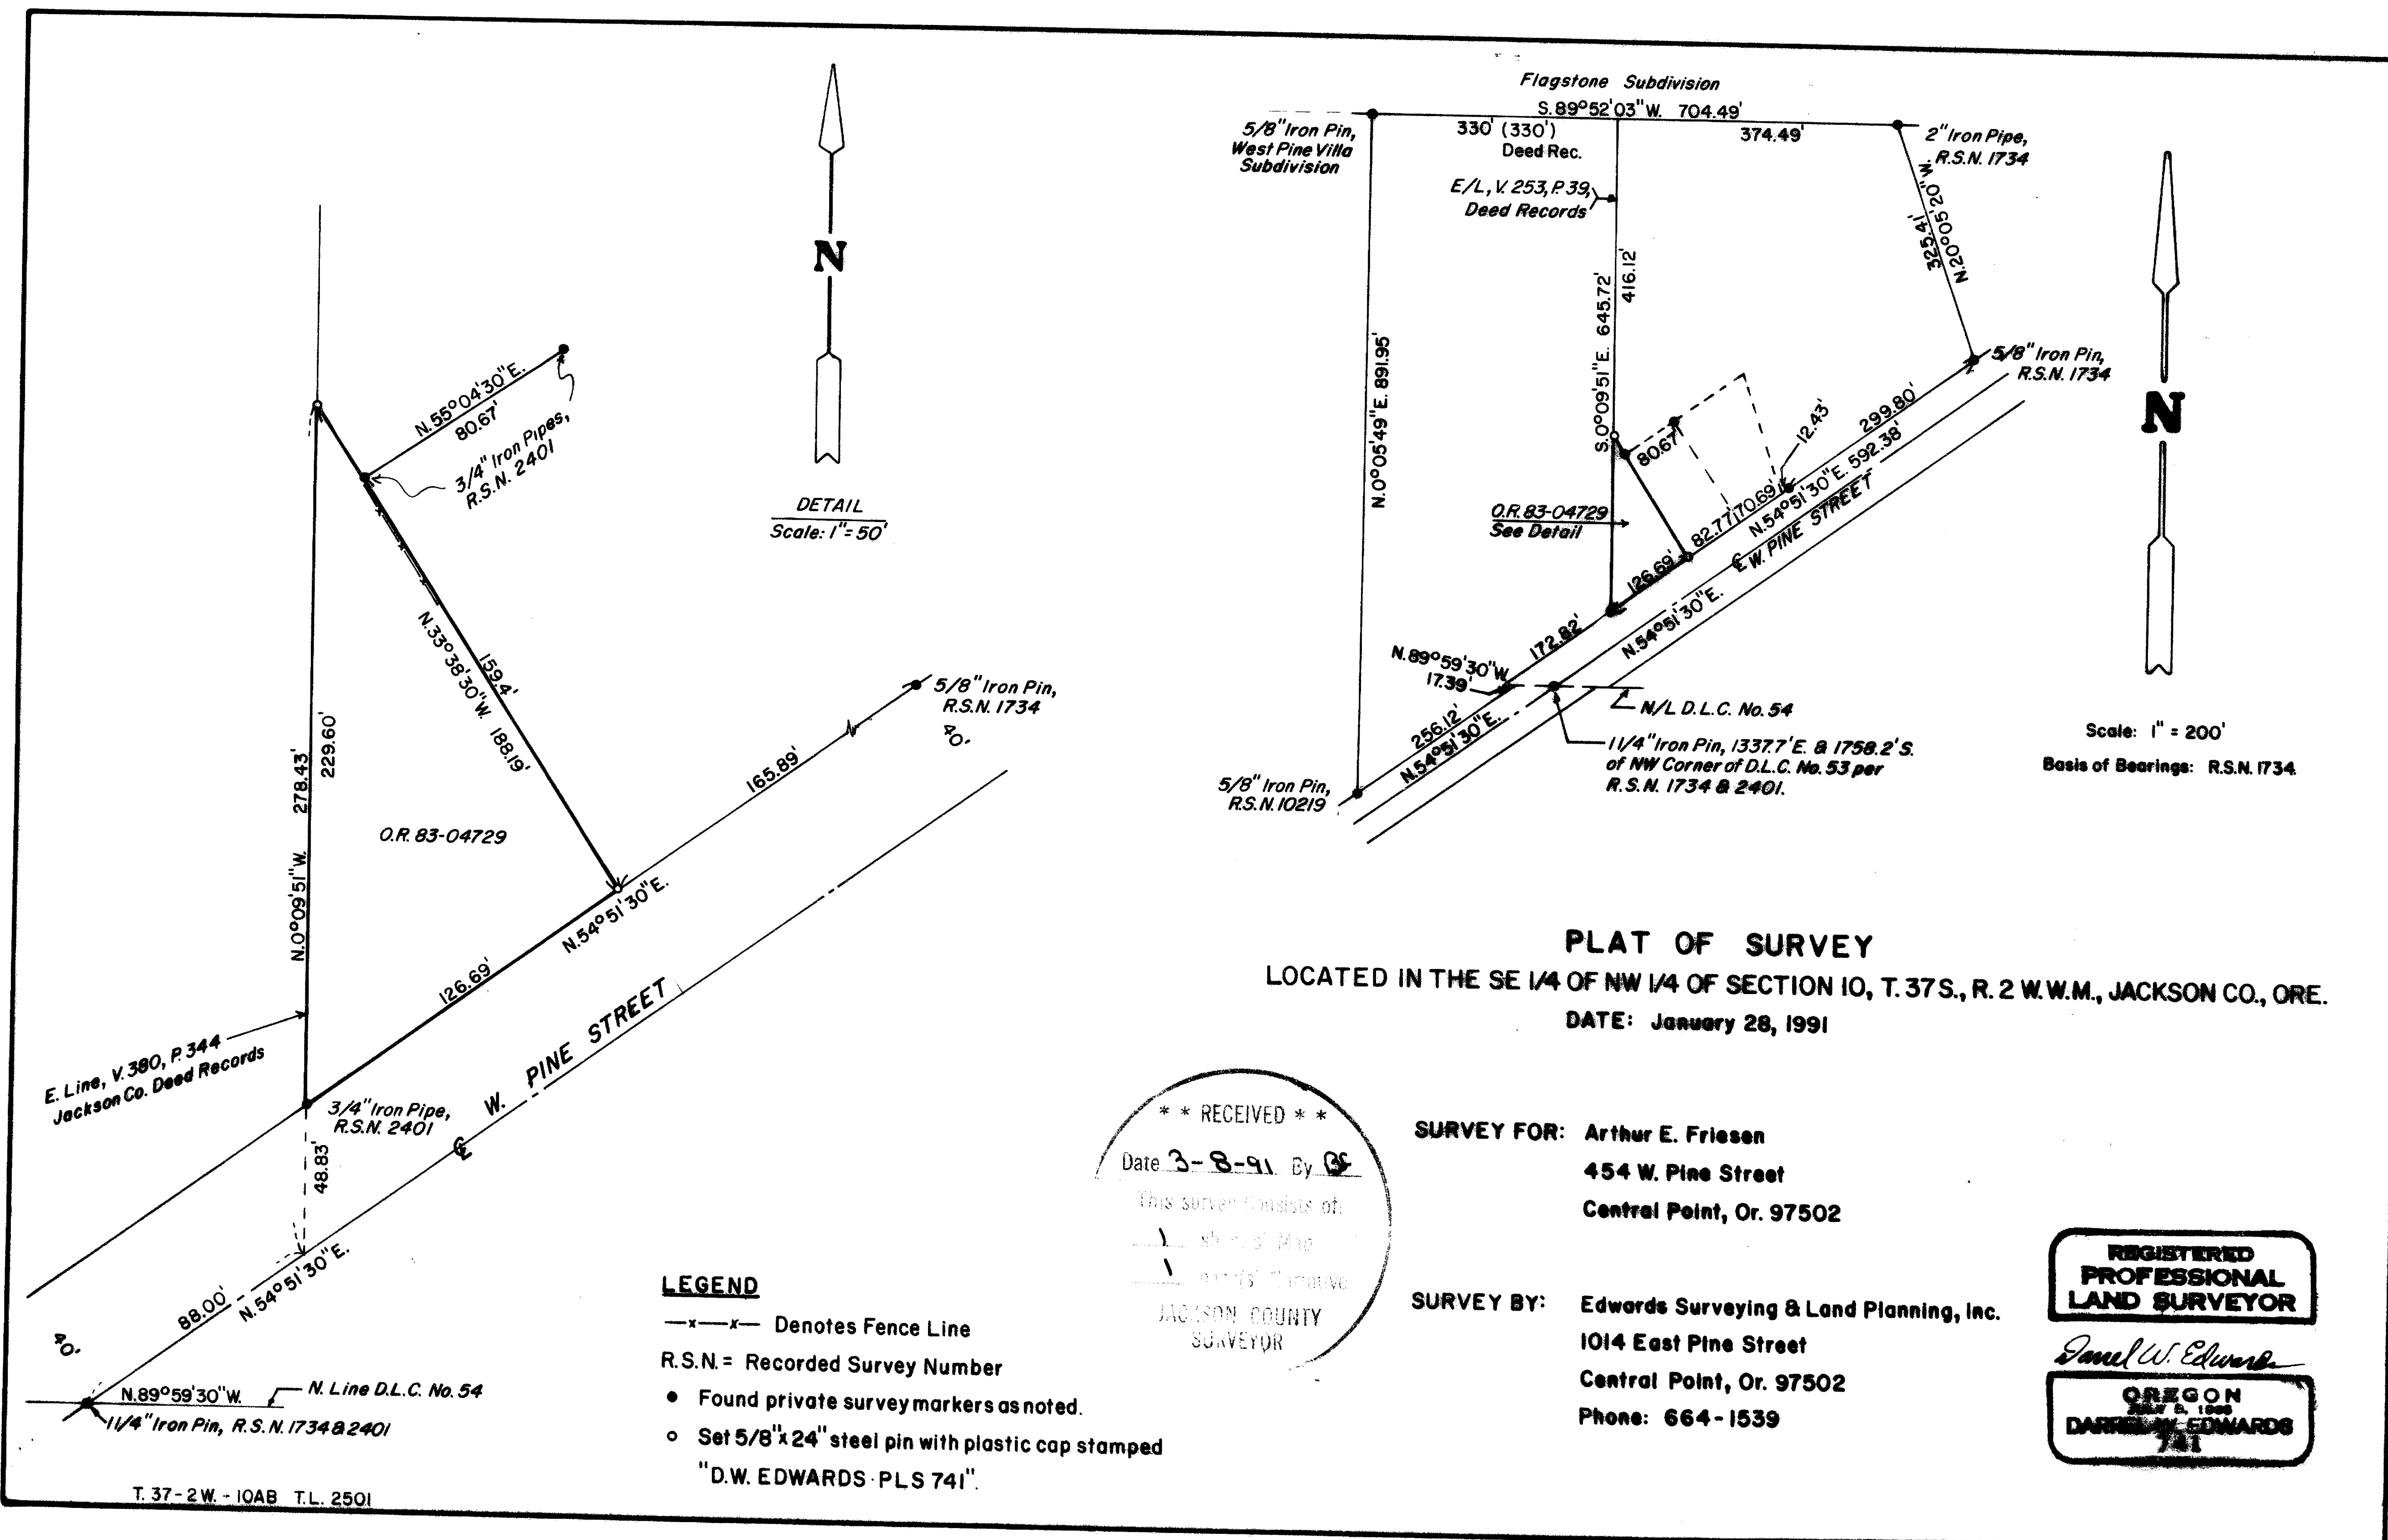 N
DETAIL
Scale: 1"=50'
N.55°04'30"E.
80.67'
3/4" Iron Pipes,
R.S.N. 2401
159.4'
N.33°38'30"W. 188.19'
N.0°09'51"W. 278.43'
229.60'
O.R. 83-04729
5/8" Iron Pin,
R.S.N. 1734
40'
165.89'
N.54°51'30"E.
126.69'
W. PINE STREET
E. Line, V. 380, P. 344
Jackson Co. Deed Records
3/4" Iron Pipe,
R.S.N. 2401
48.83'
88.00'
N.54°51'30"E.
40'
N.89°59'30"W.
N. Line D.L.C. No. 54
1 1/4" Iron Pin, R.S.N. 1734 & 2401
T. 37-2W. - 10AB T.L. 2501
Flagstone Subdivision
S.89°52'03"W. 704.49'
5/8" Iron Pin,
West Pine Villa
Subdivision
330' (330')
Deed Rec.
374.49'
2" Iron Pipe,
R.S.N. 1734
E/L, V. 253, P. 39,
Deed Records
N.20°05'20"W.
325.41'
S.0°09'51"E. 645.72'
416.12'
N.0°05'49"E. 891.95'
5/8" Iron Pin,
R.S.N. 1734
80.67'
12.43'
299.80'
O.R. 83-04729
See Detail
82.77'
170.69'
N.54°51'30"E. 592.38'
℄ W. PINE STREET
126.69'
N.54°51'30"E.
172.82'
N.89°59'30"W.
17.39'
N/L D.L.C. No. 54
256.12'
N.54°51'30"E.
1 1/4" Iron Pin, 1337.7' E. & 1758.2' S.
of NW Corner of D.L.C. No. 53 per
R.S.N. 1734 & 2401.
5/8" Iron Pin,
R.S.N. 10219
N
Scale: 1" = 200'
Basis of Bearings: R.S.N. 1734
PLAT OF SURVEY
LOCATED IN THE SE 1/4 OF NW 1/4 OF SECTION 10, T. 37 S., R. 2 W. W.M., JACKSON CO., ORE.
DATE: January 28, 1991
* * RECEIVED * *
Date 3-8-91 By
This survey consists of:
1 Map
1 Narrative
JACKSON COUNTY
SURVEYOR
SURVEY FOR: Arthur E. Friesen
454 W. Pine Street
Central Point, Or. 97502
SURVEY BY: Edwards Surveying & Land Planning, Inc.
1014 East Pine Street
Central Point, Or. 97502
Phone: 664-1539
LEGEND
—x—x— Denotes Fence Line
R.S.N. = Recorded Survey Number
● Found private survey markers as noted.
○ Set 5/8" x 24" steel pin with plastic cap stamped
"D.W. EDWARDS · PLS 741".
REGISTERED
PROFESSIONAL
LAND SURVEYOR
Darrel W. Edwards
OREGON
DARREL W. EDWARDS
741